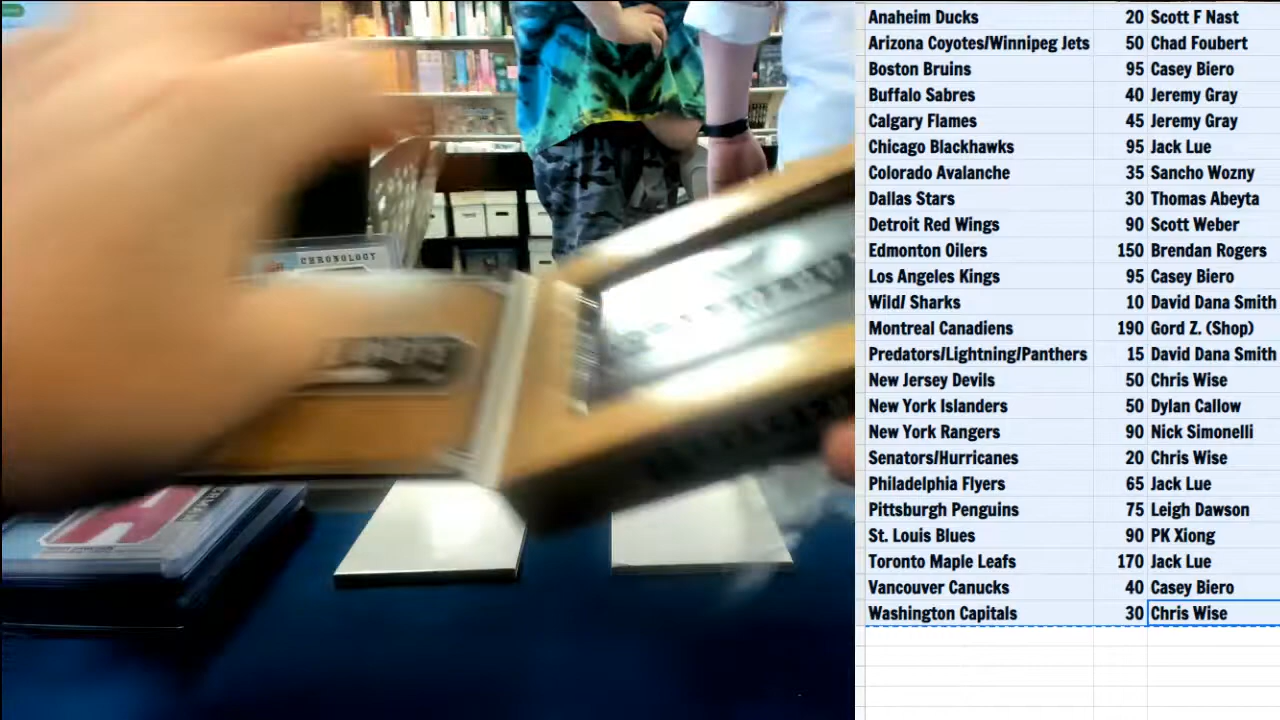 CHRONOLOGY
Anaheim Ducks 20 Scott F Nast
Arizona Coyotes/Winnipeg Jets 50 Chad Foubert
Boston Bruins 95 Casey Biero
Buffalo Sabres 40 Jeremy Gray
Calgary Flames 45 Jeremy Gray
Chicago Blackhawks 95 Jack Lue
Colorado Avalanche 35 Sancho Wozny
Dallas Stars 30 Thomas Abeyta
Detroit Red Wings 90 Scott Weber
Edmonton Oilers 150 Brendan Rogers
Los Angeles Kings 95 Casey Biero
Wild/ Sharks 10 David Dana Smith
Montreal Canadiens 190 Gord Z. (Shop)
Predators/Lightning/Panthers 15 David Dana Smith
New Jersey Devils 50 Chris Wise
New York Islanders 50 Dylan Callow
New York Rangers 90 Nick Simonelli
Senators/Hurricanes 20 Chris Wise
Philadelphia Flyers 65 Jack Lue
Pittsburgh Penguins 75 Leigh Dawson
St. Louis Blues 90 PK Xiong
Toronto Maple Leafs 170 Jack Lue
Vancouver Canucks 40 Casey Biero
Washington Capitals 30 Chris Wise